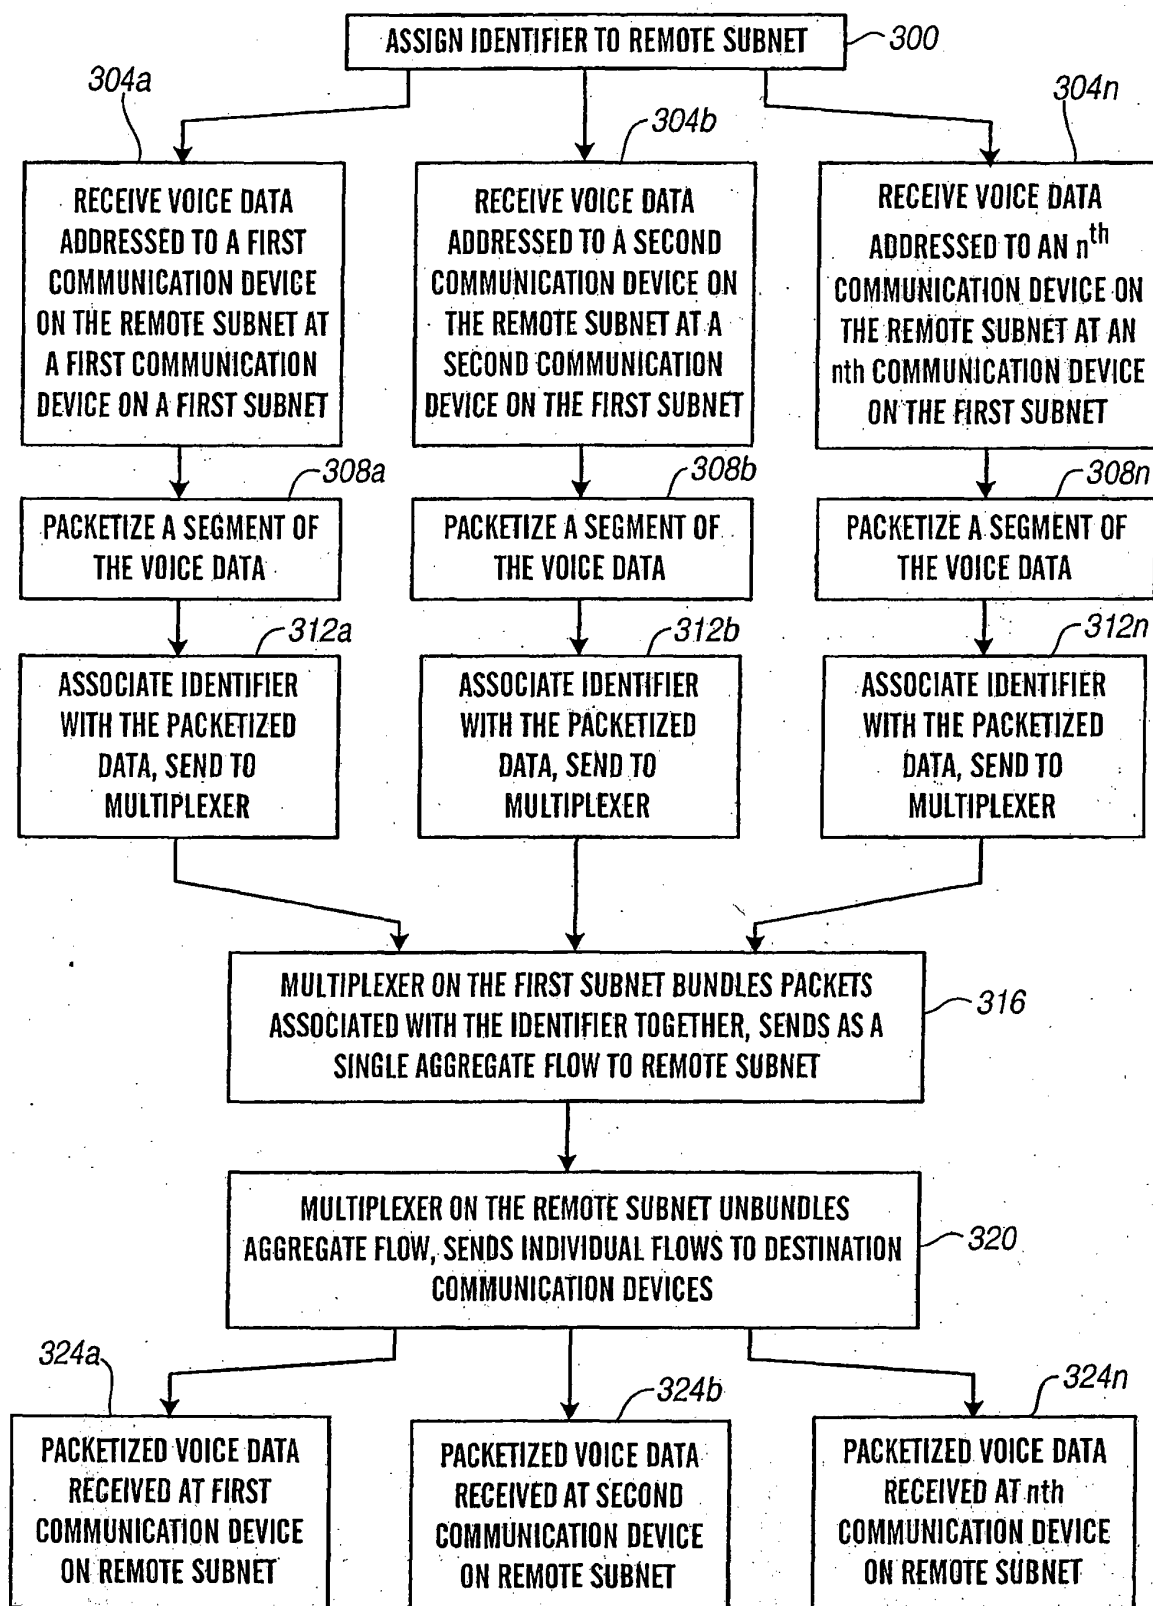 ASSIGN IDENTIFIER TO REMOTE SUBNET
300
304a
304b
304n
RECEIVE VOICE DATA
ADDRESSED TO A FIRST
COMMUNICATION DEVICE
ON THE REMOTE SUBNET AT
A FIRST COMMUNICATION
DEVICE ON A FIRST SUBNET
RECEIVE VOICE DATA
ADDRESSED TO A SECOND
COMMUNICATION DEVICE ON
THE REMOTE SUBNET AT A
SECOND COMMUNICATION
DEVICE ON THE FIRST SUBNET
RECEIVE VOICE DATA
ADDRESSED TO AN nth
COMMUNICATION DEVICE ON
THE REMOTE SUBNET AT AN
nth COMMUNICATION DEVICE
ON THE FIRST SUBNET
308a
308b
308n
PACKETIZE A SEGMENT OF
THE VOICE DATA
PACKETIZE A SEGMENT OF
THE VOICE DATA
PACKETIZE A SEGMENT OF
THE VOICE DATA
312a
312b
312n
ASSOCIATE IDENTIFIER
WITH THE PACKETIZED
DATA, SEND TO
MULTIPLEXER
ASSOCIATE IDENTIFIER
WITH THE PACKETIZED
DATA, SEND TO
MULTIPLEXER
ASSOCIATE IDENTIFIER
WITH THE PACKETIZED
DATA, SEND TO
MULTIPLEXER
MULTIPLEXER ON THE FIRST SUBNET BUNDLES PACKETS
ASSOCIATED WITH THE IDENTIFIER TOGETHER, SENDS AS A
SINGLE AGGREGATE FLOW TO REMOTE SUBNET
316
MULTIPLEXER ON THE REMOTE SUBNET UNBUNDLES
AGGREGATE FLOW, SENDS INDIVIDUAL FLOWS TO DESTINATION
COMMUNICATION DEVICES
320
324a
324b
324n
PACKETIZED VOICE DATA
RECEIVED AT FIRST
COMMUNICATION DEVICE
ON REMOTE SUBNET
PACKETIZED VOICE DATA
RECEIVED AT SECOND
COMMUNICATION DEVICE
ON REMOTE SUBNET
PACKETIZED VOICE DATA
RECEIVED AT nth
COMMUNICATION DEVICE
ON REMOTE SUBNET